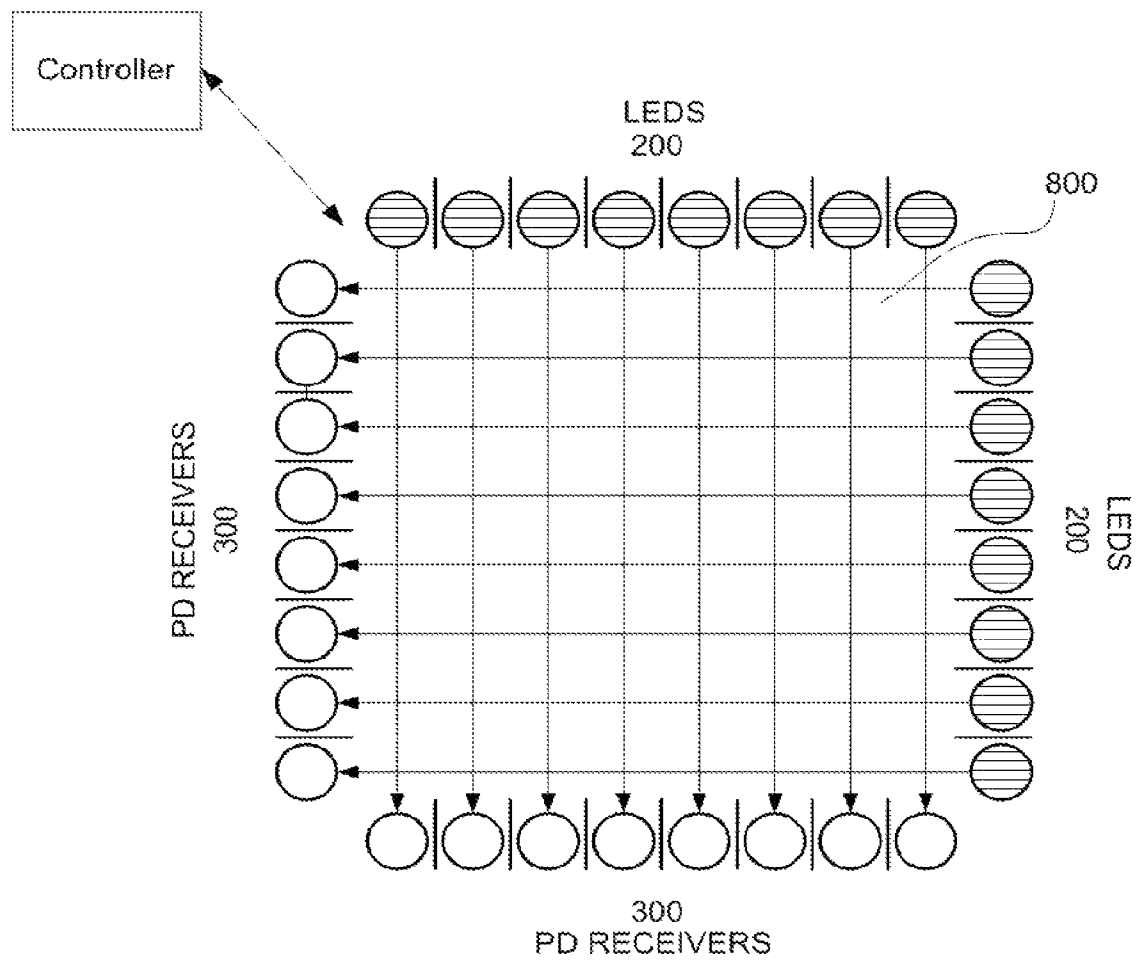 Controller
LEDS
200
800
PD RECEIVERS
300
LEDS
200
300
PD RECEIVERS